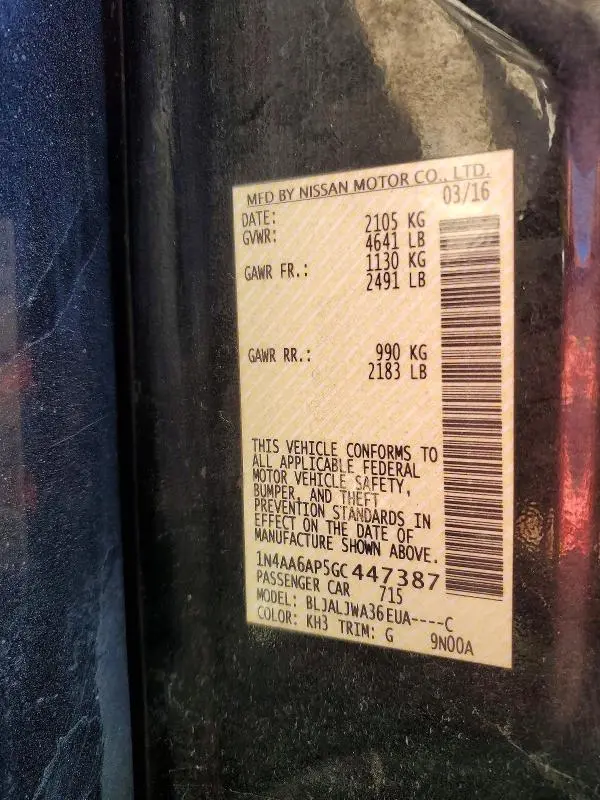 MFD BY NISSAN MOTOR CO., LTD.
DATE: 03/16
GVWR: 2105 KG
4641 LB
GAWR FR.: 1130 KG
2491 LB
GAWR RR.: 990 KG
2183 LB
THIS VEHICLE CONFORMS TO
ALL APPLICABLE FEDERAL
MOTOR VEHICLE SAFETY,
BUMPER, AND THEFT
PREVENTION STANDARDS IN
EFFECT ON THE DATE OF
MANUFACTURE SHOWN ABOVE.
1N4AA6AP5GC447387
PASSENGER CAR 715
MODEL: BLJALJWA36EUA----C
COLOR: KH3 TRIM: G 9N00A